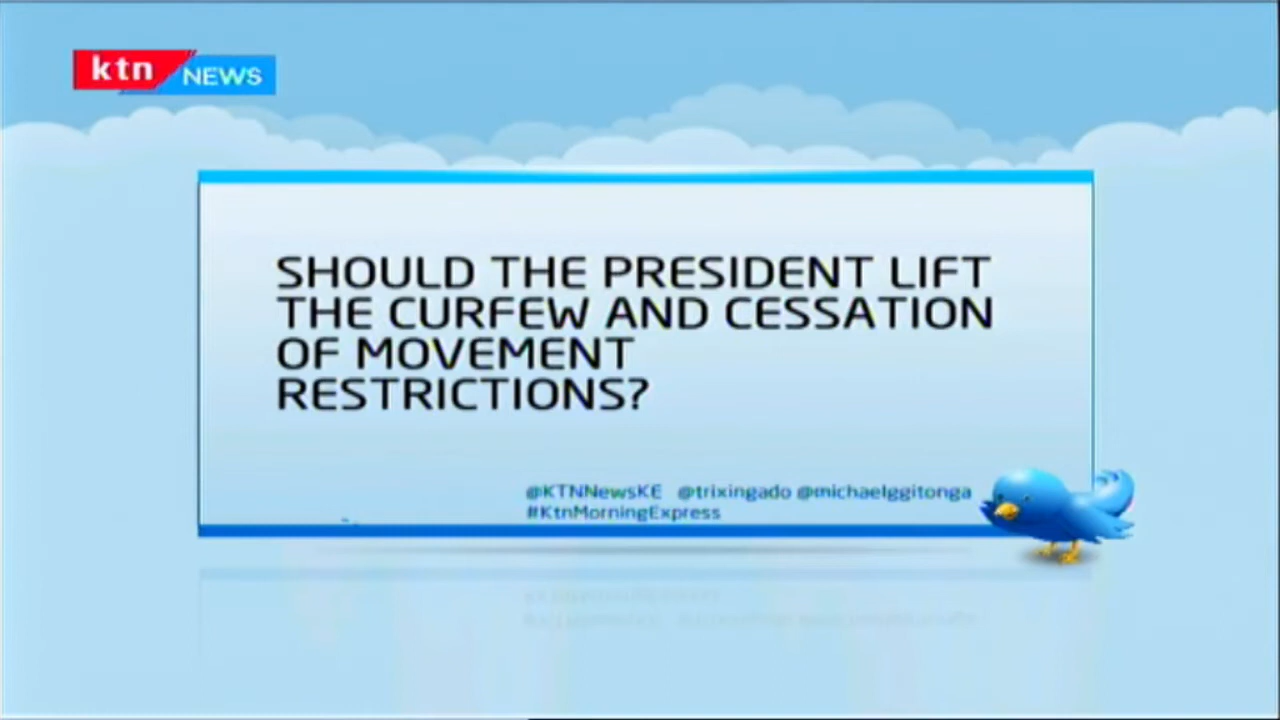 ktn NEWS
SHOULD THE PRESIDENT LIFT
THE CURFEW AND CESSATION
OF MOVEMENT
RESTRICTIONS?
@KTNNewsKE @trixingado @michaelggitonga
#KtnMorningExpress